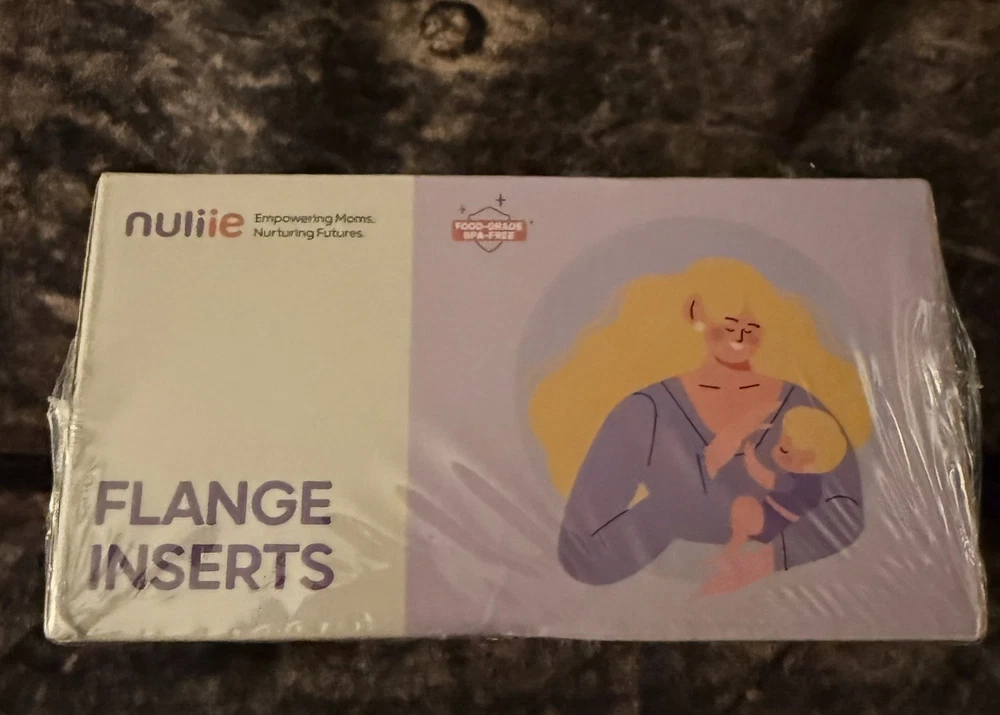 nuliie
Empowering Moms.
Nurturing Futures.
FOOD-GRADE
BPA-FREE
FLANGE
INSERTS